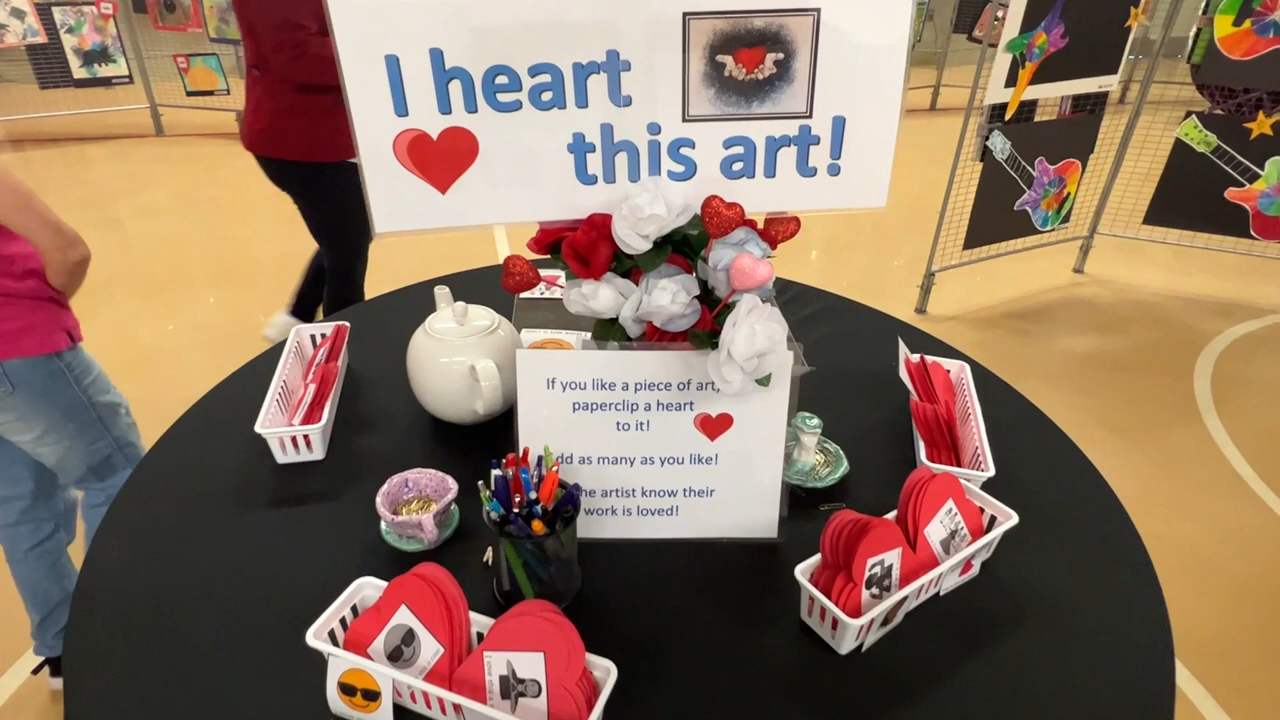 I heart
this art!
If you like a piece of art,
paperclip a heart
to it!
dd as many as you like!
he artist know their
work is loved!